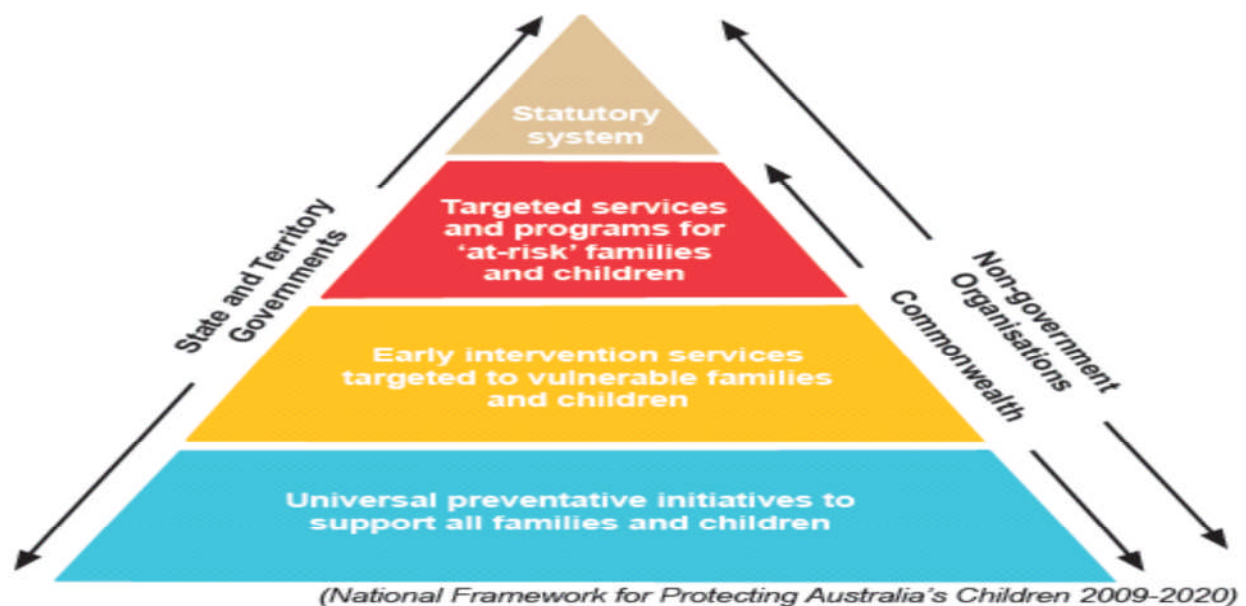 Statutory
system
Targeted services
and programs for
‘at-risk’ families
and children
Early intervention services
targeted to vulnerable families
and children
Universal preventative initiatives to
support all families and children
State and Territory
Governments
Non-government
Organisations
Commonwealth
(National Framework for Protecting Australia's Children 2009-2020)